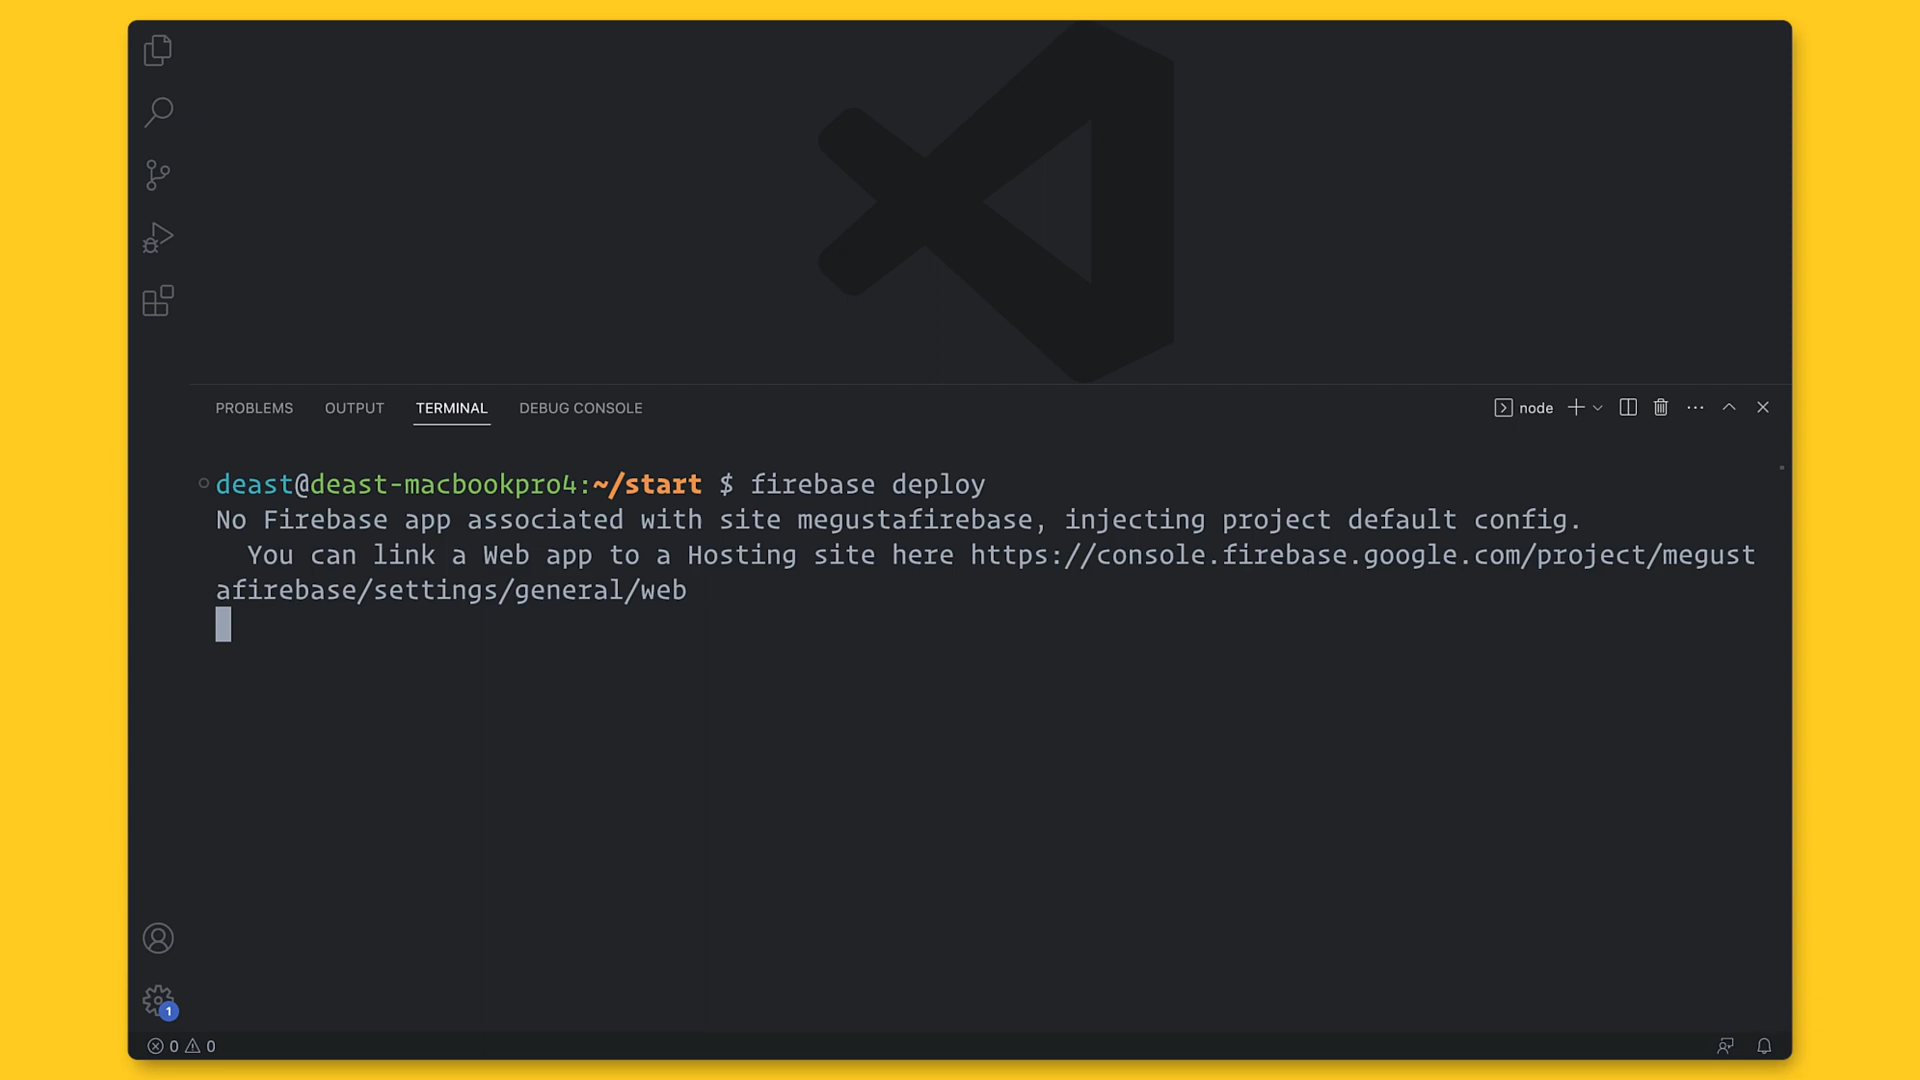 PROBLEMS OUTPUT TERMINAL DEBUG CONSOLE node
deast@deast-macbookpro4:~/start $ firebase deploy
No Firebase app associated with site megustafirebase, injecting project default config.
You can link a Web app to a Hosting site here https://console.firebase.google.com/project/megust
afirebase/settings/general/web
1
0 0